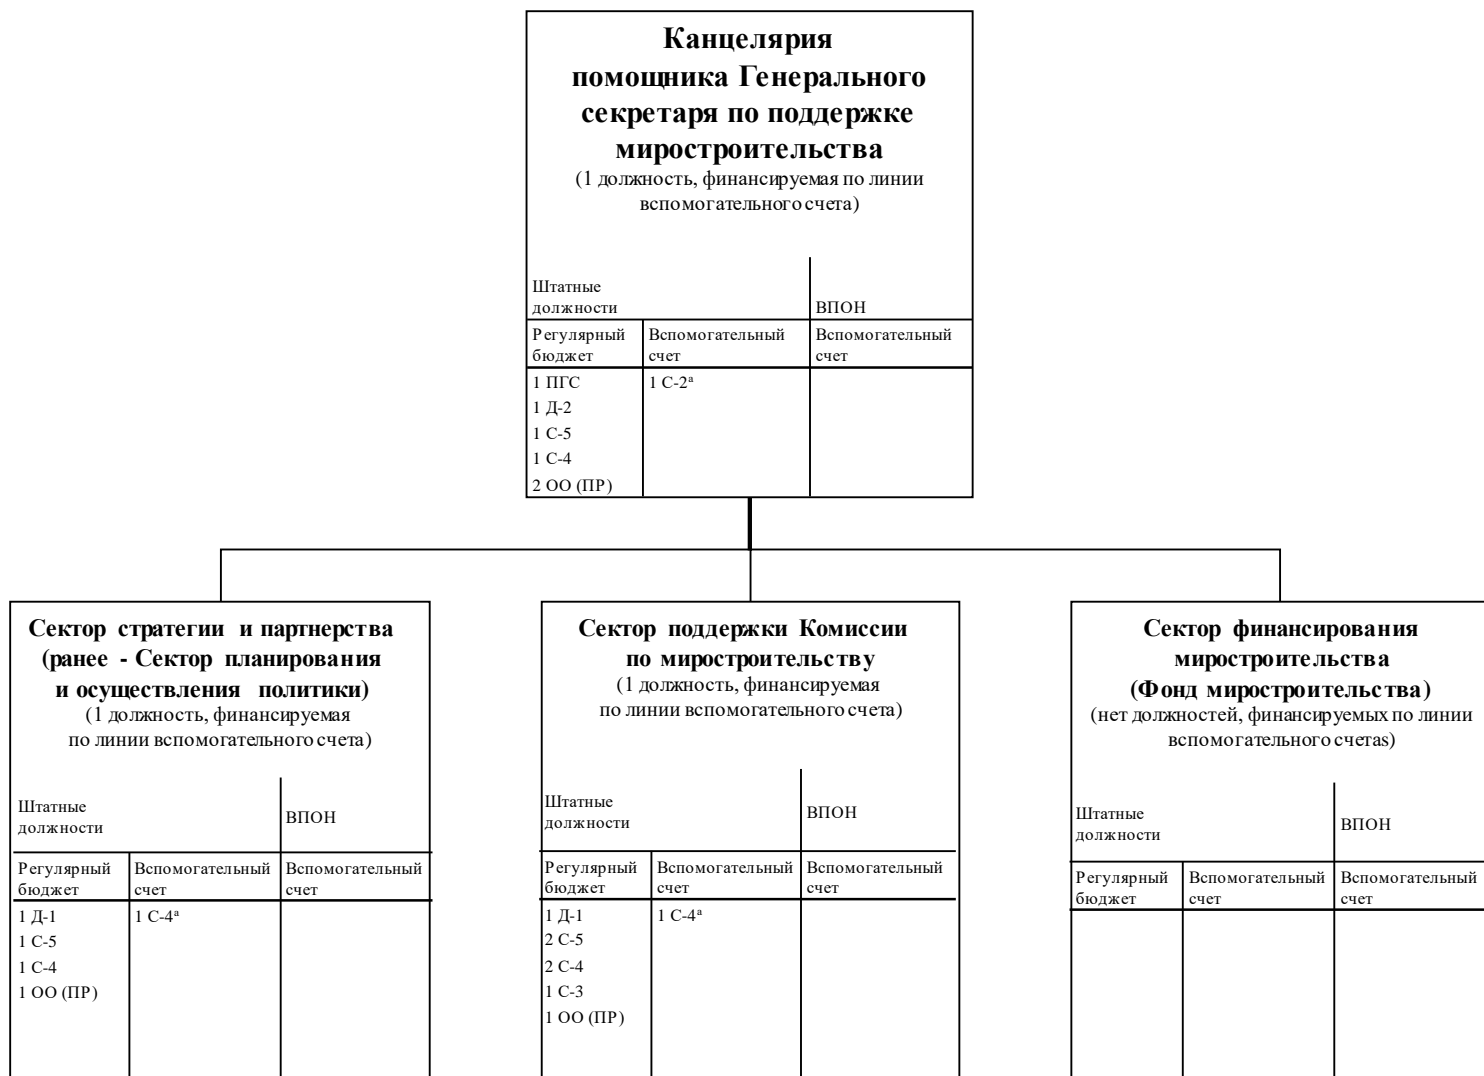 Канцелярия
помощника Генерального
секретаря по поддержке
миростроительства
(1 должность, финансируемая по линии
вспомогательного счета)
Штатные
должности
ВПОН
Регулярный
бюджет
Вспомогательный
счет
Вспомогательный
счет
1 ПГС
1 С-2ª
1 Д-2
1 С-5
1 С-4
2 ОО (ПР)
Сектор стратегии и партнерства
(ранее - Сектор планирования
и осуществления политики)
(1 должность, финансируемая
по линии вспомогательного счета)
Штатные
должности
ВПОН
Регулярный
бюджет
Вспомогательный
счет
Вспомогательный
счет
1 Д-1
1 С-4ª
1 С-5
1 С-4
1 ОО (ПР)
Сектор поддержки Комиссии
по миростроительству
(1 должность, финансируемая
по линии вспомогательного счета)
Штатные
должности
ВПОН
Регулярный
бюджет
Вспомогательный
счет
Вспомогательный
счет
1 Д-1
1 С-4ª
2 С-5
2 С-4
1 С-3
1 ОО (ПР)
Сектор финансирования
миростроительства
(Фонд миростроительства)
(нет должностей, финансируемых по линии
вспомогательного счетаs)
Штатные
должности
ВПОН
Регулярный
бюджет
Вспомогательный
счет
Вспомогательный
счет